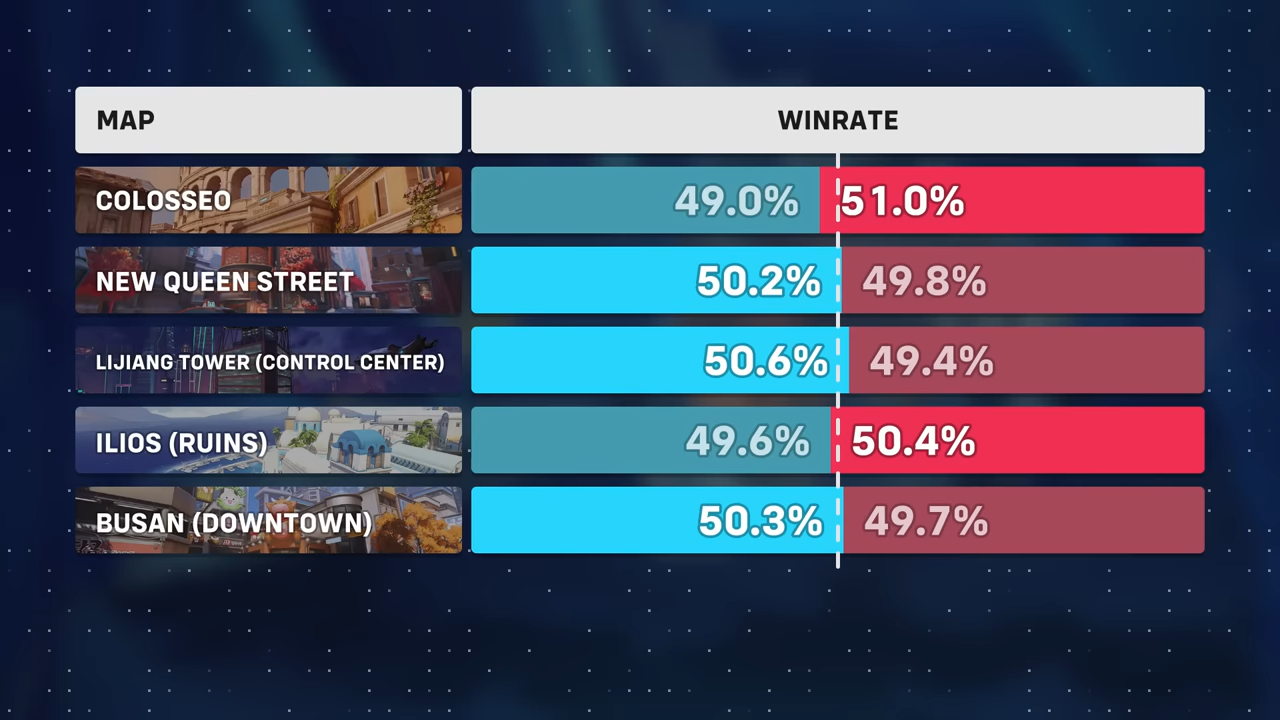 MAP WINRATE
COLOSSEO 49.0% 51.0%
NEW QUEEN STREET 50.2% 49.8%
LIJIANG TOWER (CONTROL CENTER) 50.6% 49.4%
ILIOS (RUINS) 49.6% 50.4%
BUSAN (DOWNTOWN) 50.3% 49.7%